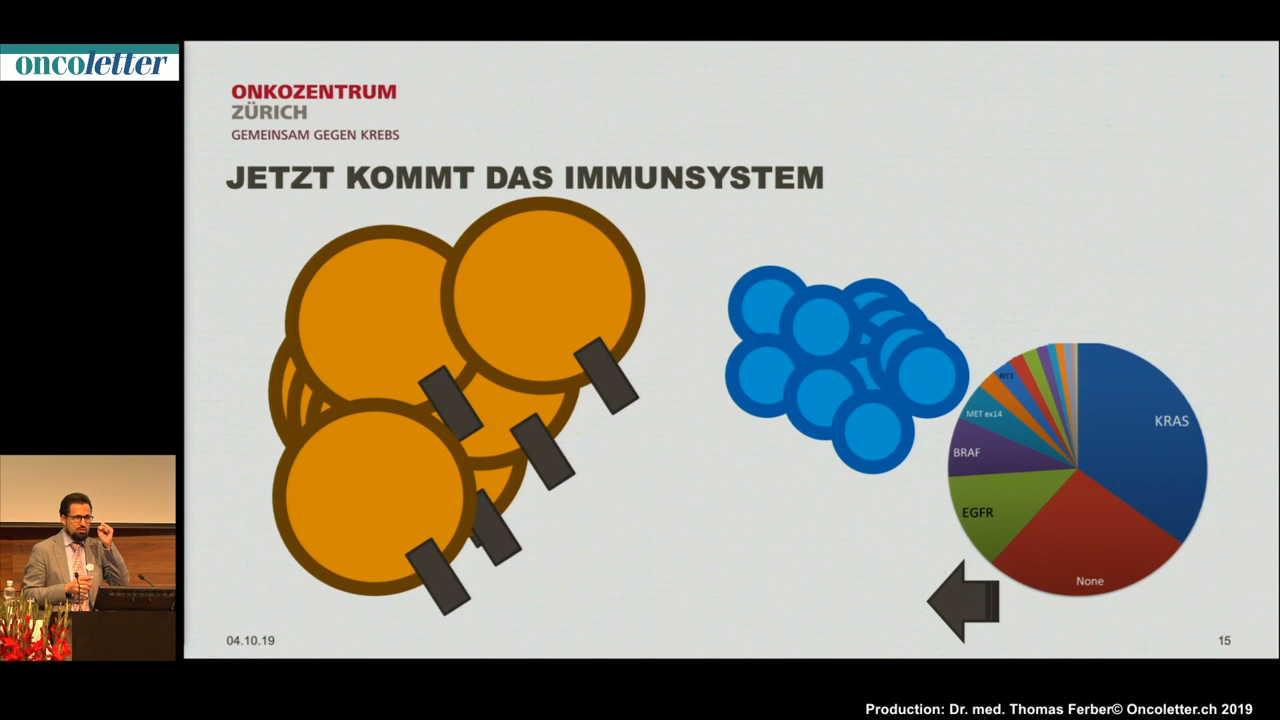 oncoletter
ONKOZENTRUM
ZÜRICH
GEMEINSAM GEGEN KREBS
JETZT KOMMT DAS IMMUNSYSTEM
KRAS
MET ex14
BRAF
EGFR
None
04.10.19
15
Production: Dr. med. Thomas Ferber© Oncoletter.ch 2019